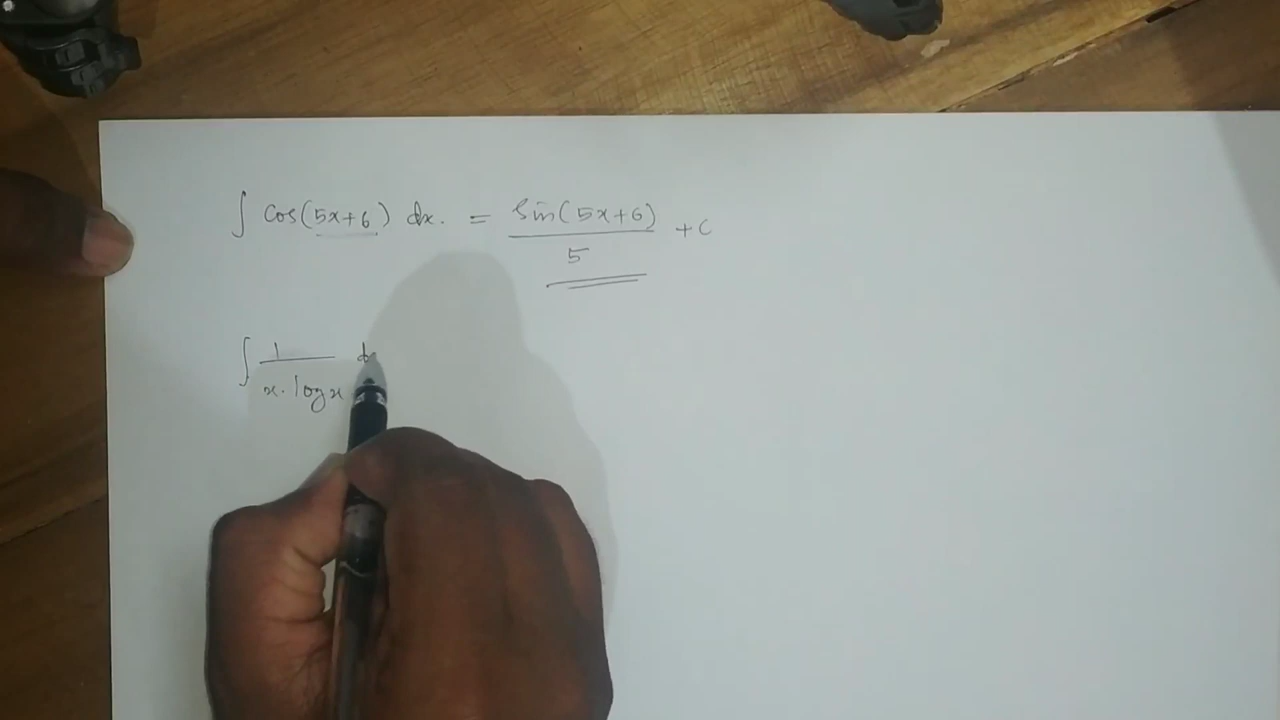 ∫ cos(5x+6) dx. = sin(5x+6)/5 + c
∫ 1/(x. logx) dx